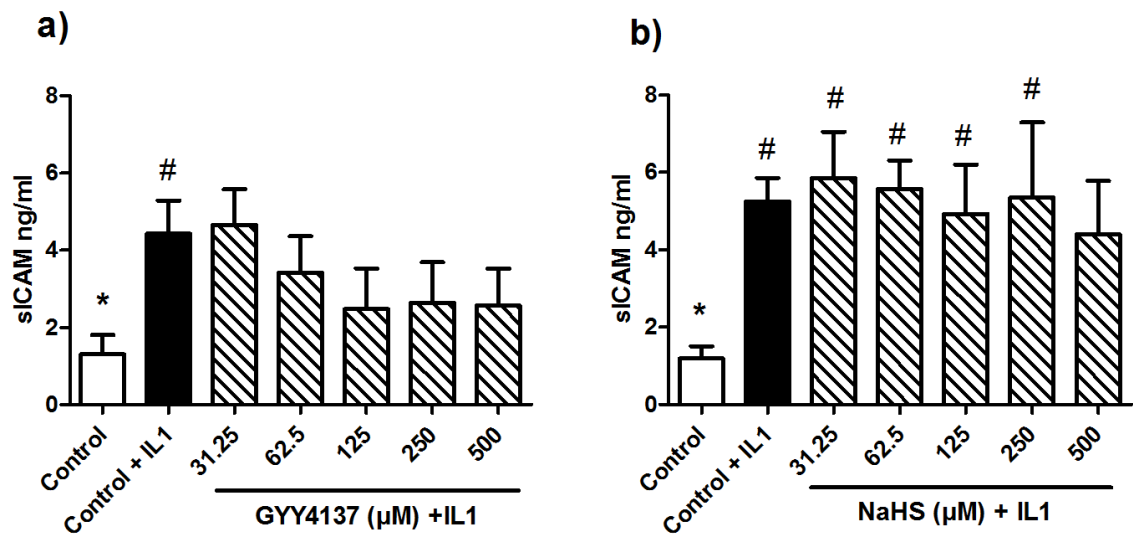 a)
sICAM ng/ml
8
6
4
2
0
*
#
Control
Control + IL1
31.25
62.5
125
250
500
GYY4137 (µM) +IL1
b)
sICAM ng/ml
8
6
4
2
0
*
#
#
#
#
#
Control
Control + IL1
31.25
62.5
125
250
500
NaHS (µM) + IL1